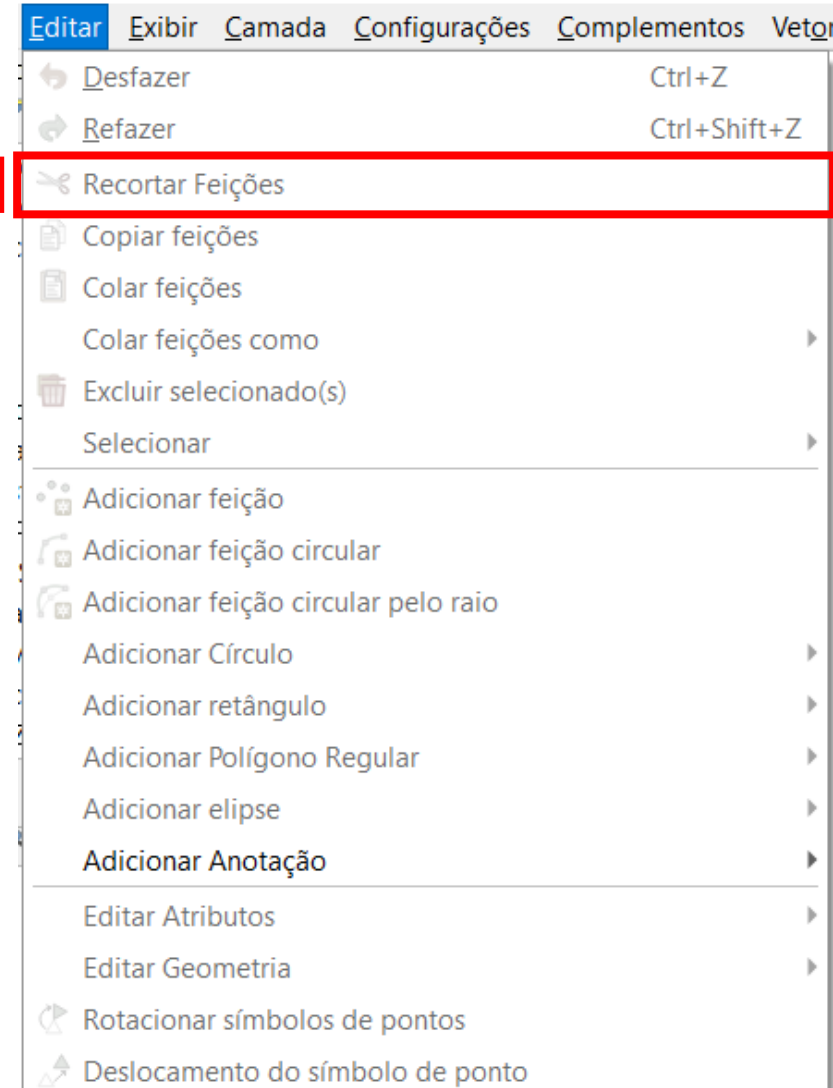 Editar Exibir Camada Configurações Complementos Vetor
Desfazer Ctrl+Z
Refazer Ctrl+Shift+Z
Recortar Feições
Copiar feições
Colar feições
Colar feições como
Excluir selecionado(s)
Selecionar
Adicionar feição
Adicionar feição circular
Adicionar feição circular pelo raio
Adicionar Círculo
Adicionar retângulo
Adicionar Polígono Regular
Adicionar elipse
Adicionar Anotação
Editar Atributos
Editar Geometria
Rotacionar símbolos de pontos
Deslocamento do símbolo de ponto